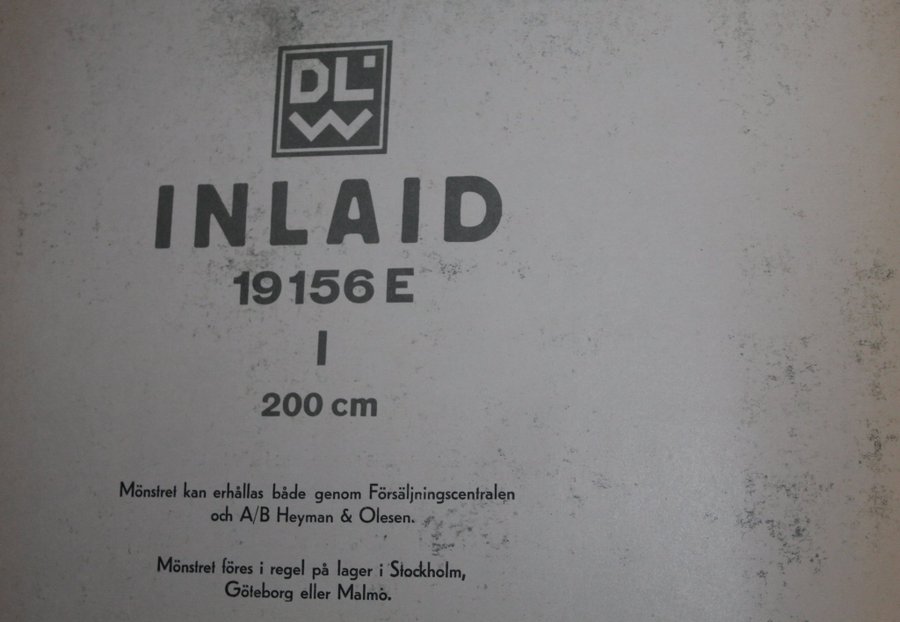 DL
W
INLAID
19156 E
I
200 cm
Mönstret kan erhållas både genom Försäljningscentralen
och A/B Heyman & Olesen.
Mönstret föres i regel på lager i Stockholm,
Göteborg eller Malmö.